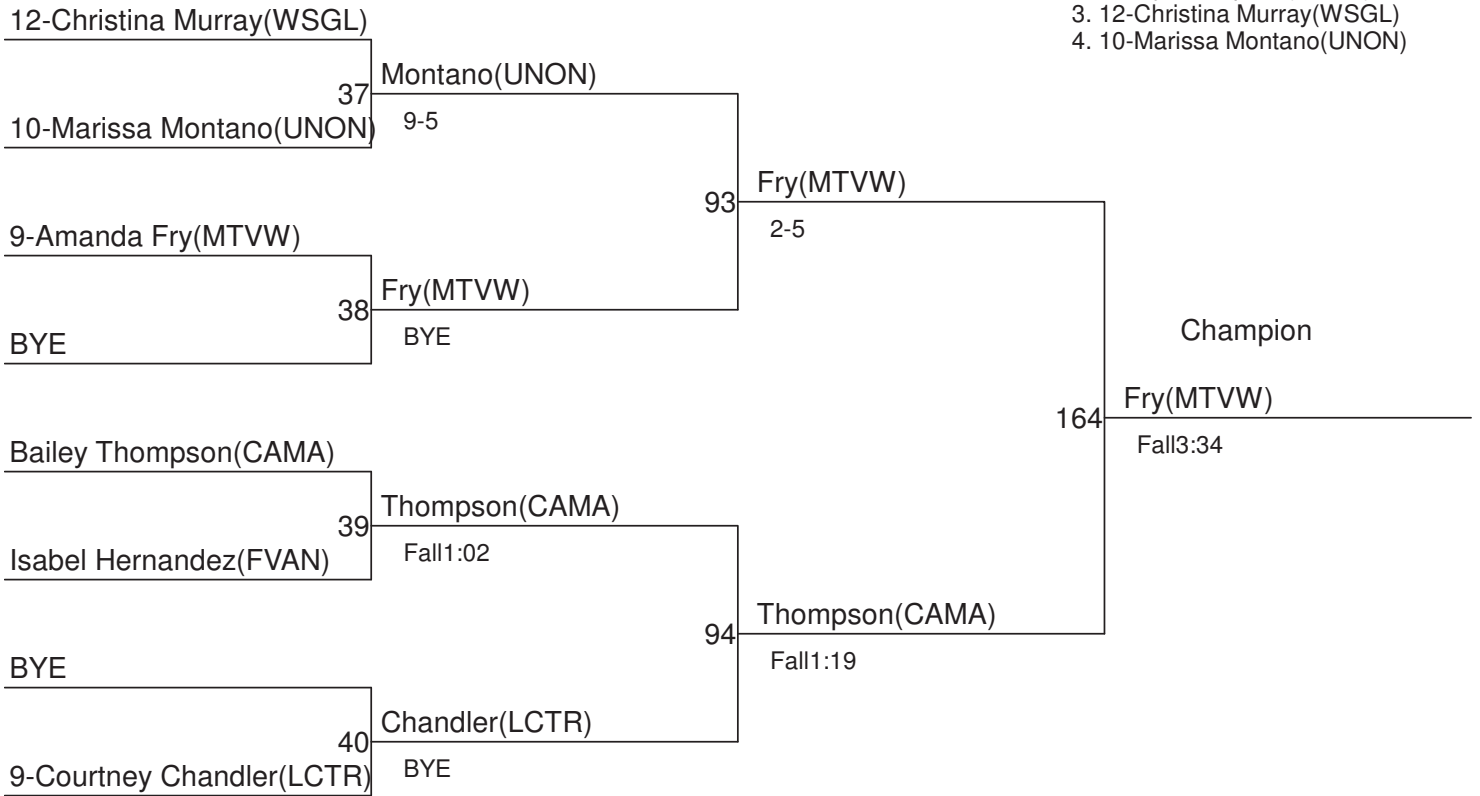 12-Christina Murray(WSGL)
3. 12-Christina Murray(WSGL)
4. 10-Marissa Montano(UNON)
37
Montano(UNON)
9-5
10-Marissa Montano(UNON)
93
Fry(MTVW)
2-5
9-Amanda Fry(MTVW)
38
Fry(MTVW)
BYE
BYE
Champion
164
Fry(MTVW)
Fall3:34
Bailey Thompson(CAMA)
39
Thompson(CAMA)
Fall1:02
Isabel Hernandez(FVAN)
94
Thompson(CAMA)
Fall1:19
BYE
40
Chandler(LCTR)
BYE
9-Courtney Chandler(LCTR)